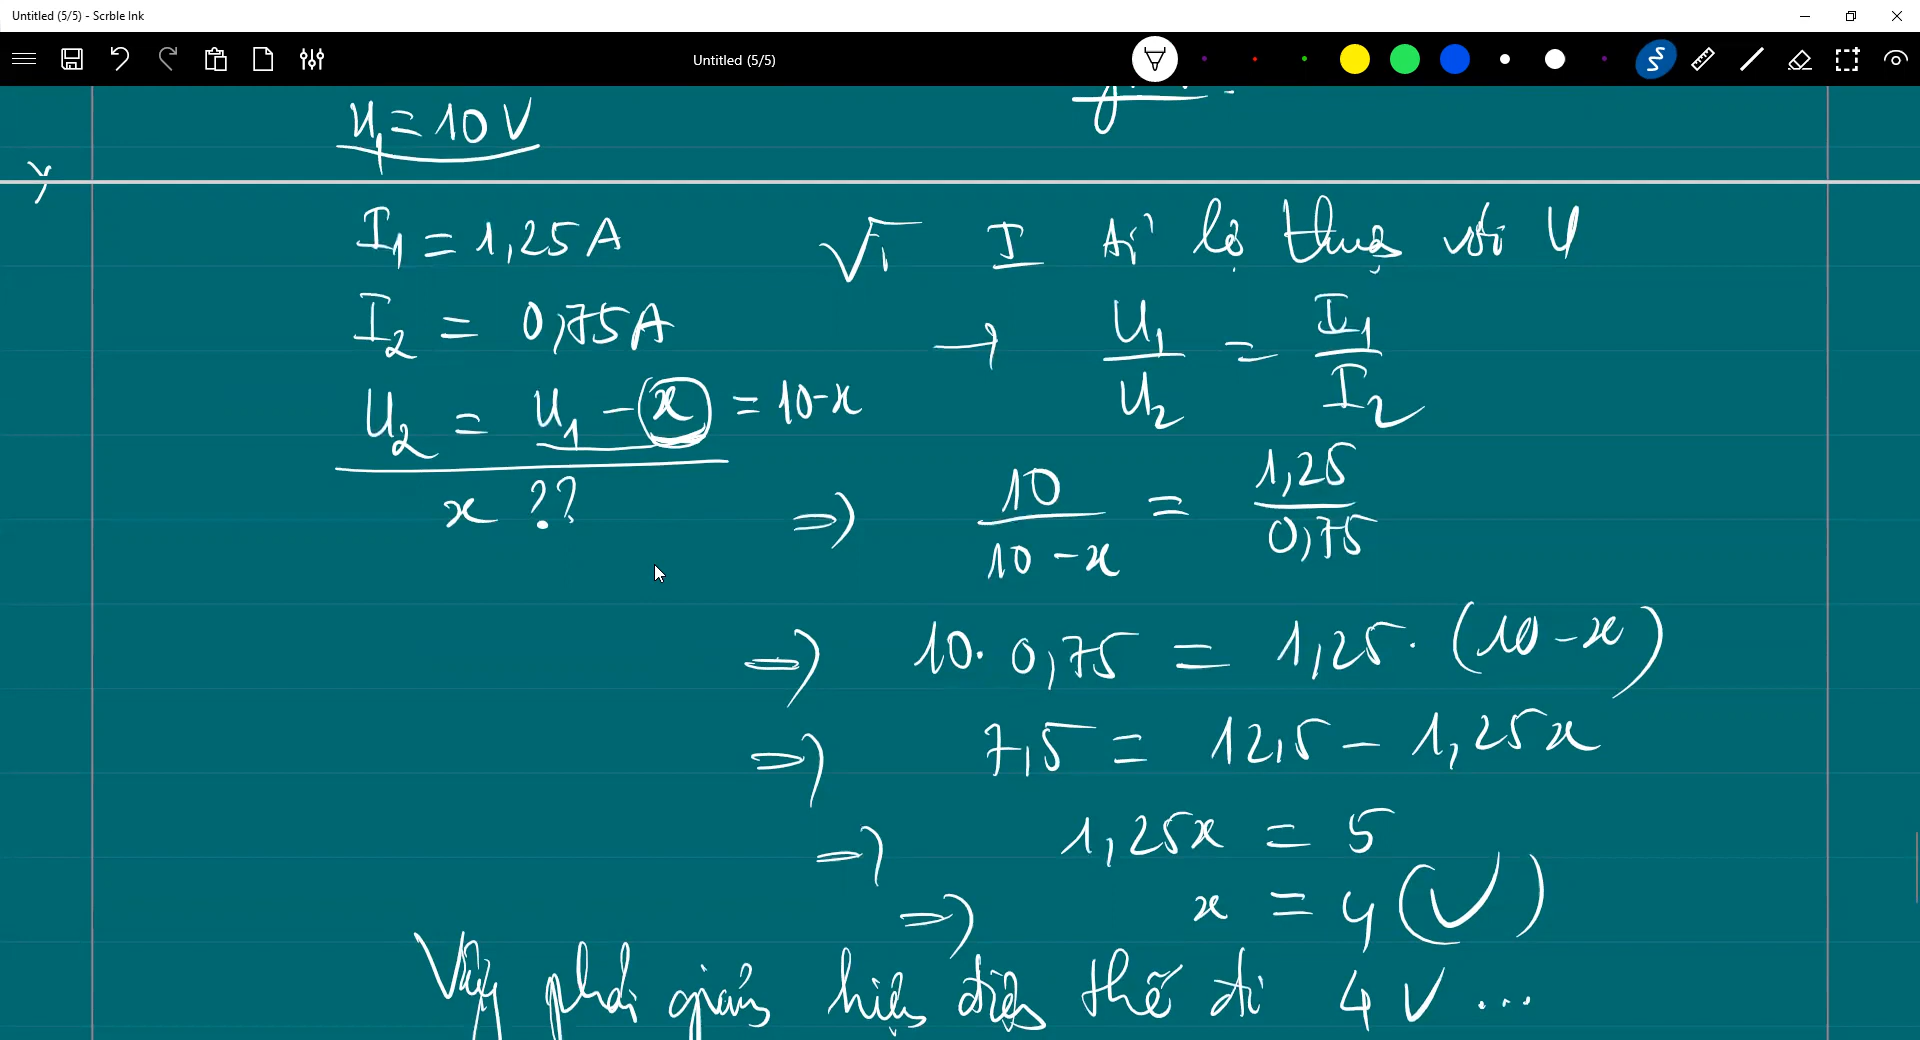 Untitled (5/5) - Scrble Ink
Untitled (5/5)
U₁ = 10 V
I₁ = 1,25 A
I₂ = 0,75 A
U₂ = U₁ - x = 10 - x
x ??
Vì I tỉ lệ thuận với U
→ U₁/U₂ = I₁/I₂
=> 10/(10 - x) = 1,25/0,75
=> 10 . 0,75 = 1,25 . (10 - x)
=> 7,5 = 12,5 - 1,25x
=> 1,25x = 5
=> x = 4 (V)
Vậy phải giảm hiệu điện thế đi 4 V ...